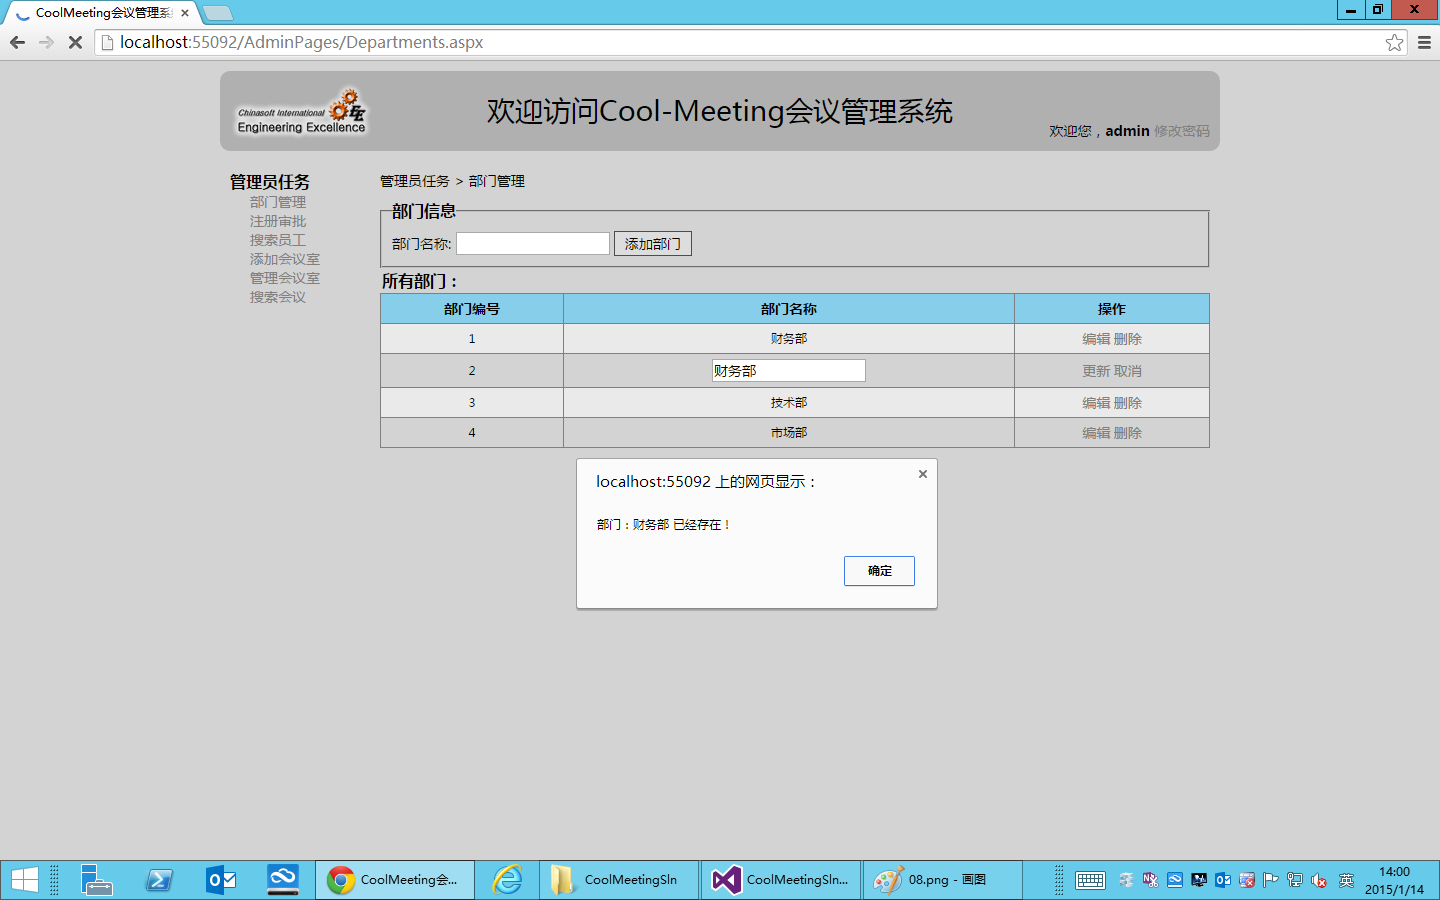 CoolMeeting会议管理系
localhost:55092/AdminPages/Departments.aspx
Chinasoft International
Engineering Excellence
欢迎访问Cool-Meeting会议管理系统
欢迎您，admin 修改密码
管理员任务
部门管理
注册审批
搜索员工
添加会议室
管理会议室
搜索会议
管理员任务 > 部门管理
部门信息
部门名称: 添加部门
所有部门：
部门编号 部门名称 操作
1 财务部 编辑 删除
2 财务部 更新 取消
3 技术部 编辑 删除
4 市场部 编辑 删除
localhost:55092 上的网页显示：
部门：财务部 已经存在！
确定
CoolMeeting会... CoolMeetingSln CoolMeetingSln... 08.png - 画图 英 14:00
2015/1/14